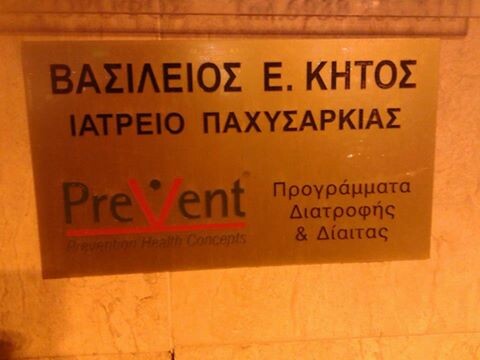 ΒΑΣΙΛΕΙΟΣ Ε. ΚΗΤΟΣ
ΙΑΤΡΕΙΟ ΠΑΧΥΣΑΡΚΙΑΣ
PreVent®
Prevention Health Concepts
Προγράμματα
Διατροφής
& Δίαιτας